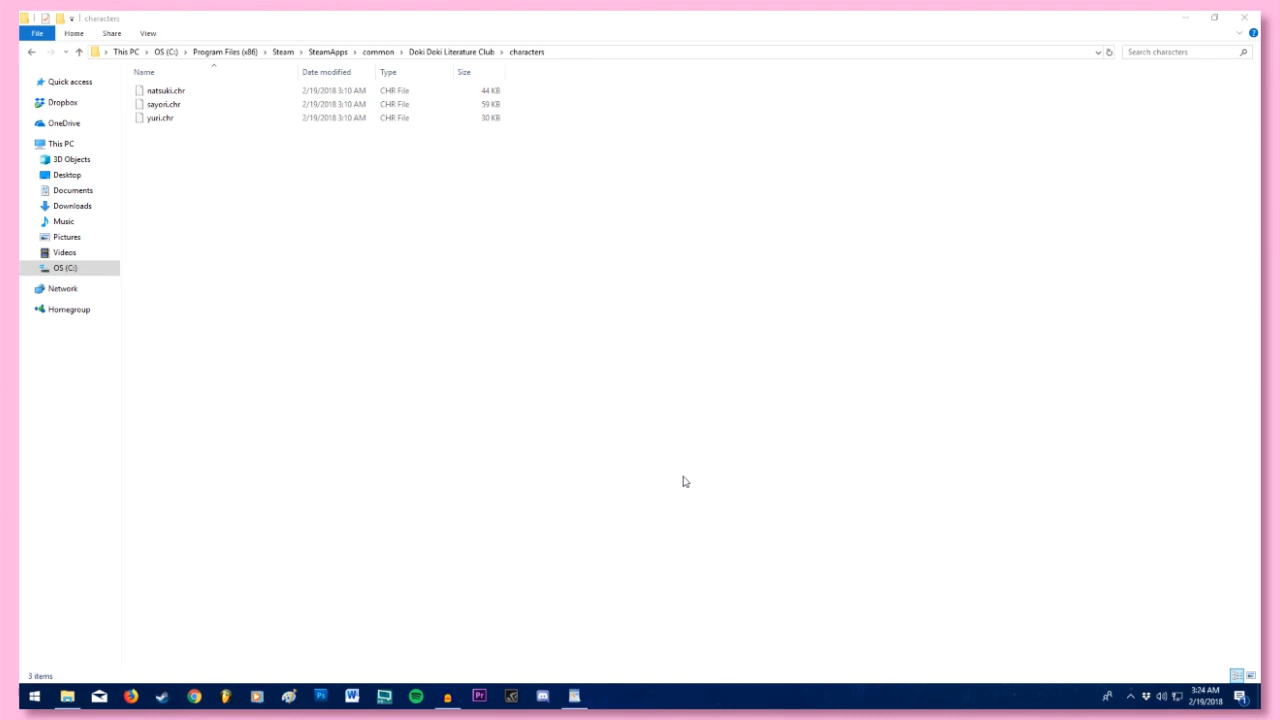 characters
File Home Share View
This PC OS (C:) Program Files (x86) Steam SteamApps common Doki Doki Literature Club characters Search characters
Name Date modified Type Size
natsuki.chr 2/19/2018 3:10 AM CHR File 44 KB
sayori.chr 2/19/2018 3:10 AM CHR File 59 KB
yuri.chr 2/19/2018 3:10 AM CHR File 30 KB
Quick access
Dropbox
OneDrive
This PC
3D Objects
Desktop
Documents
Downloads
Music
Pictures
Videos
OS (C:)
Network
Homegroup
3 items
3:24 AM
2/19/2018